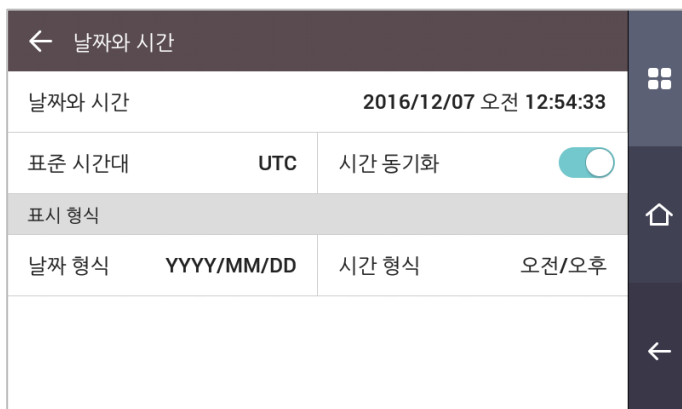 날짜와 시간
날짜와 시간 2016/12/07 오전 12:54:33
표준 시간대 UTC 시간 동기화
표시 형식
날짜 형식 YYYY/MM/DD 시간 형식 오전/오후